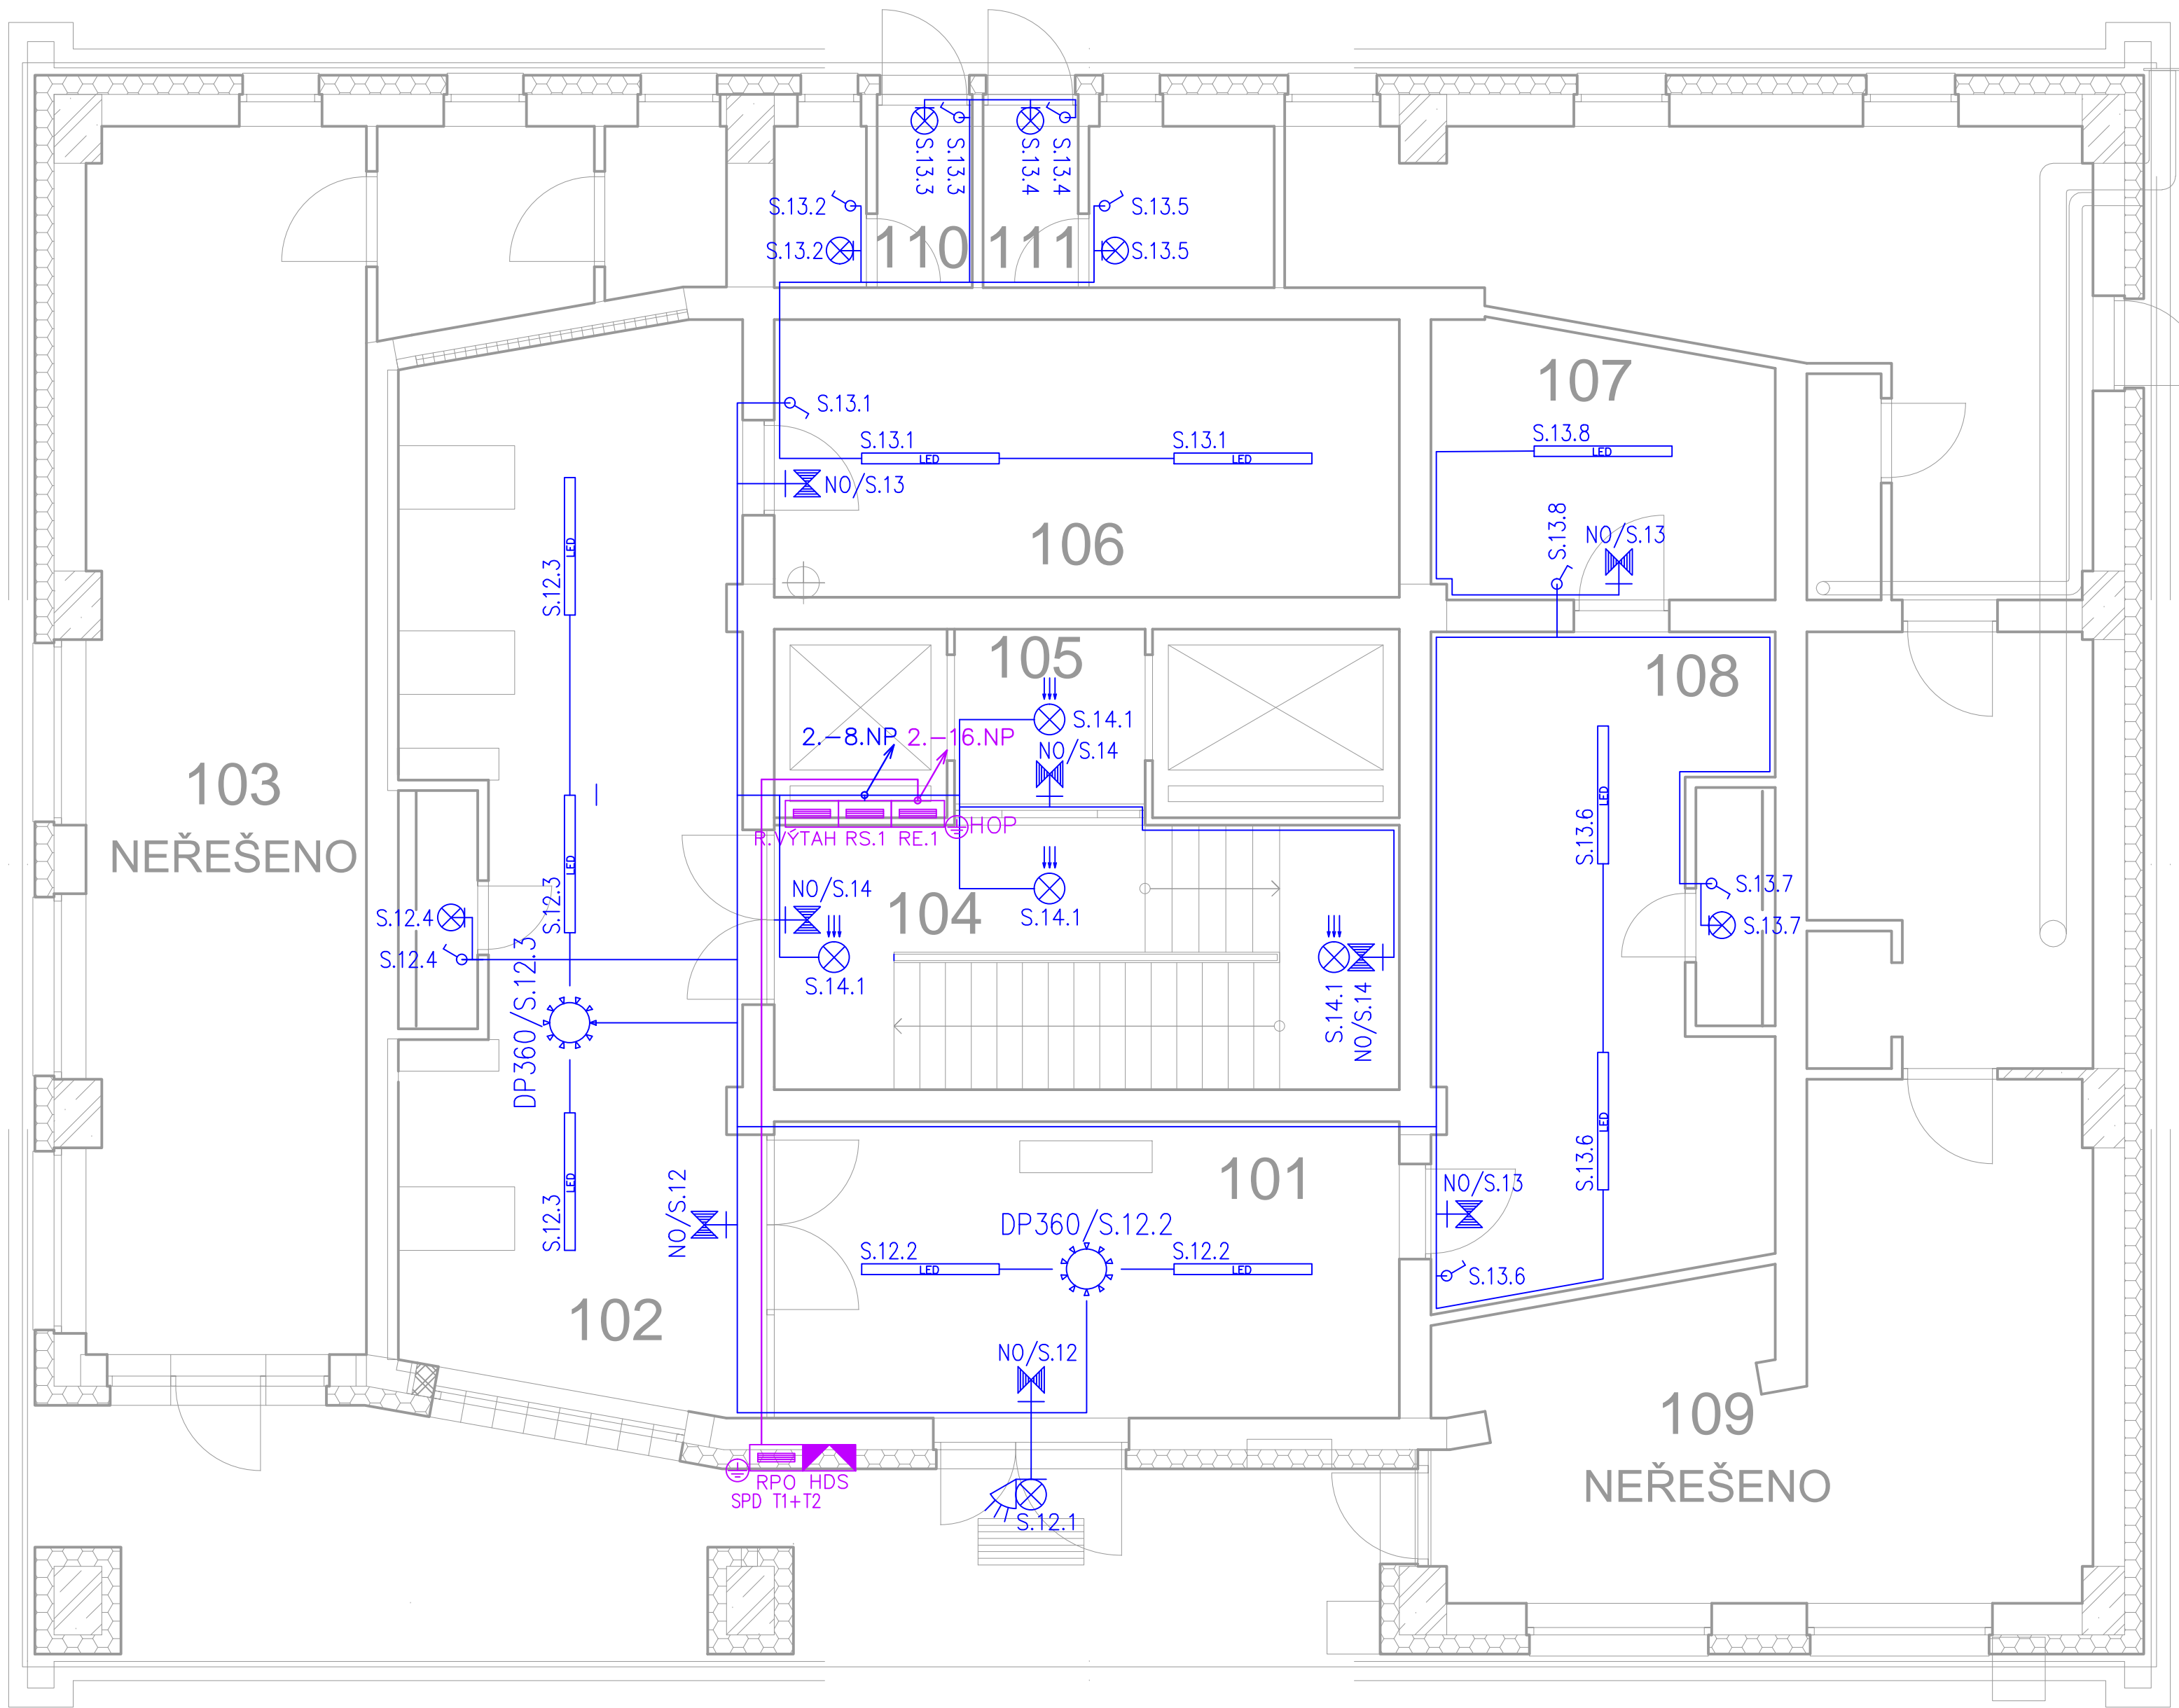 S.13.3
S.13.3
S.13.4
S.13.4
S.13.2
S.13.5
S.13.2
110
111
S.13.5
107
S.13.1
S.13.1
S.13.1
S.13.8
LED
LED
LED
NO/S.13
S.13.8
NO/S.13
106
LED
S.12.3
105
108
S.14.1
2.-8.NP
2.-16.NP
NO/S.14
103
NEŘEŠENO
LED
S.13.6
R.VÝTAH
RS.1
RE.1
HOP
LED
S.12.3
NO/S.14
S.13.7
S.12.4
104
S.14.1
S.13.7
S.12.4
S.14.1
S.14.1
NO/S.14
DP360/S.12.3
LED
S.13.6
101
LED
S.12.3
NO/S.12
NO/S.13
DP360/S.12.2
S.12.2
S.12.2
LED
LED
S.13.6
102
NO/S.12
109
NEŘEŠENO
RPO
HDS
SPD T1+T2
S.12.1